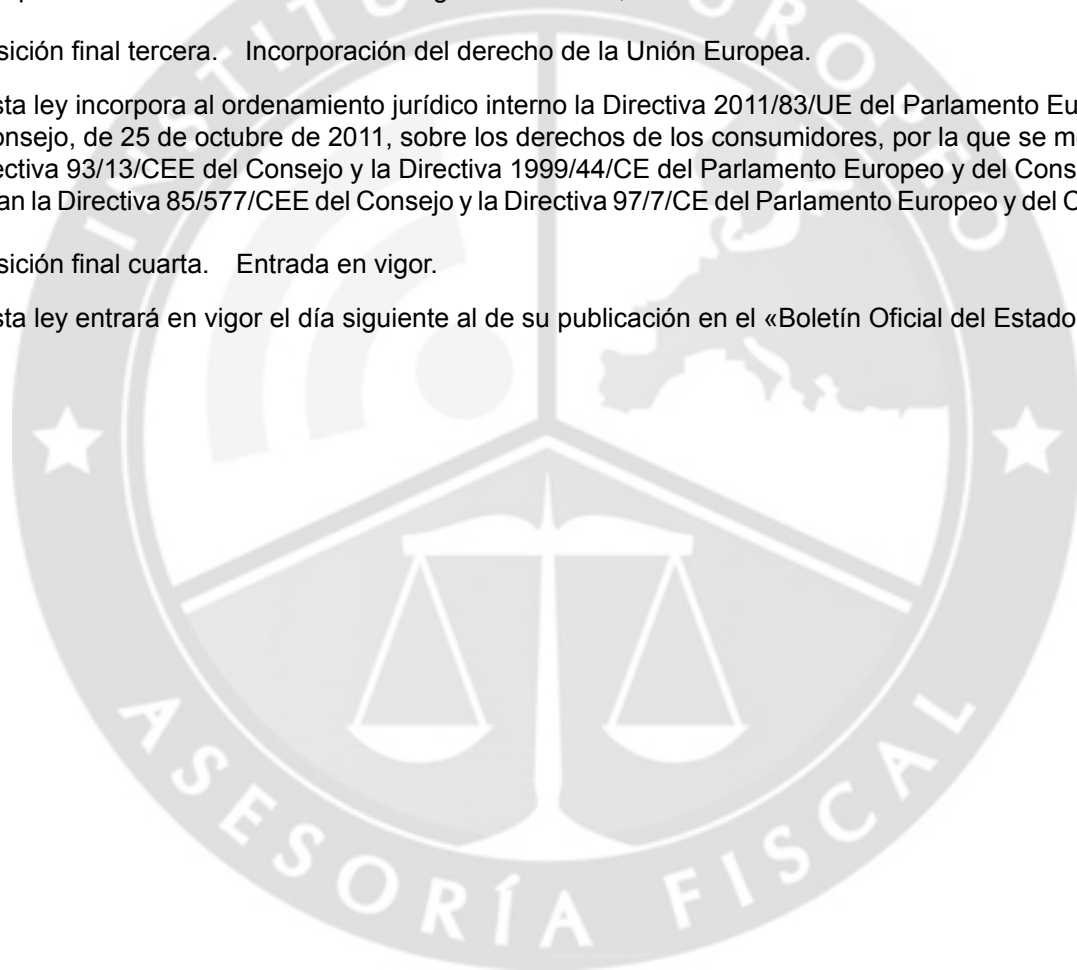 sición final tercera. Incorporación del derecho de la Unión Europea.
sta ley incorpora al ordenamiento jurídico interno la Directiva 2011/83/UE del Parlamento Eu
onsejo, de 25 de octubre de 2011, sobre los derechos de los consumidores, por la que se m
ectiva 93/13/CEE del Consejo y la Directiva 1999/44/CE del Parlamento Europeo y del Cons
an la Directiva 85/577/CEE del Consejo y la Directiva 97/7/CE del Parlamento Europeo y del C
sición final cuarta. Entrada en vigor.
sta ley entrará en vigor el día siguiente al de su publicación en el «Boletín Oficial del Estado
ASESORÍA FISCAL